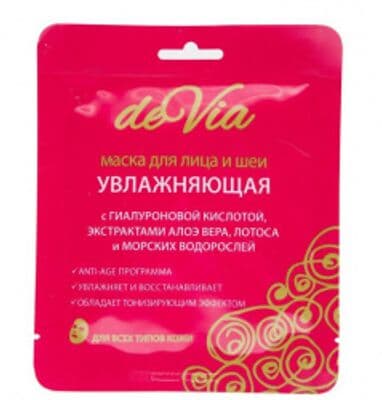 deVia
МАСКА ДЛЯ ЛИЦА И ШЕИ
УВЛАЖНЯЮЩАЯ
С ГИАЛУРОНОВОЙ КИСЛОТОЙ,
ЭКСТРАКТАМИ АЛОЭ ВЕРА, ЛОТОСА
И МОРСКИХ ВОДОРОСЛЕЙ
✓ANTI-AGE ПРОГРАММА
✓УВЛАЖНЯЕТ И ВОССТАНАВЛИВАЕТ
✓ОБЛАДАЕТ ТОНИЗИРУЮЩИМ ЭФФЕКТОМ
ДЛЯ ВСЕХ ТИПОВ КОЖИ